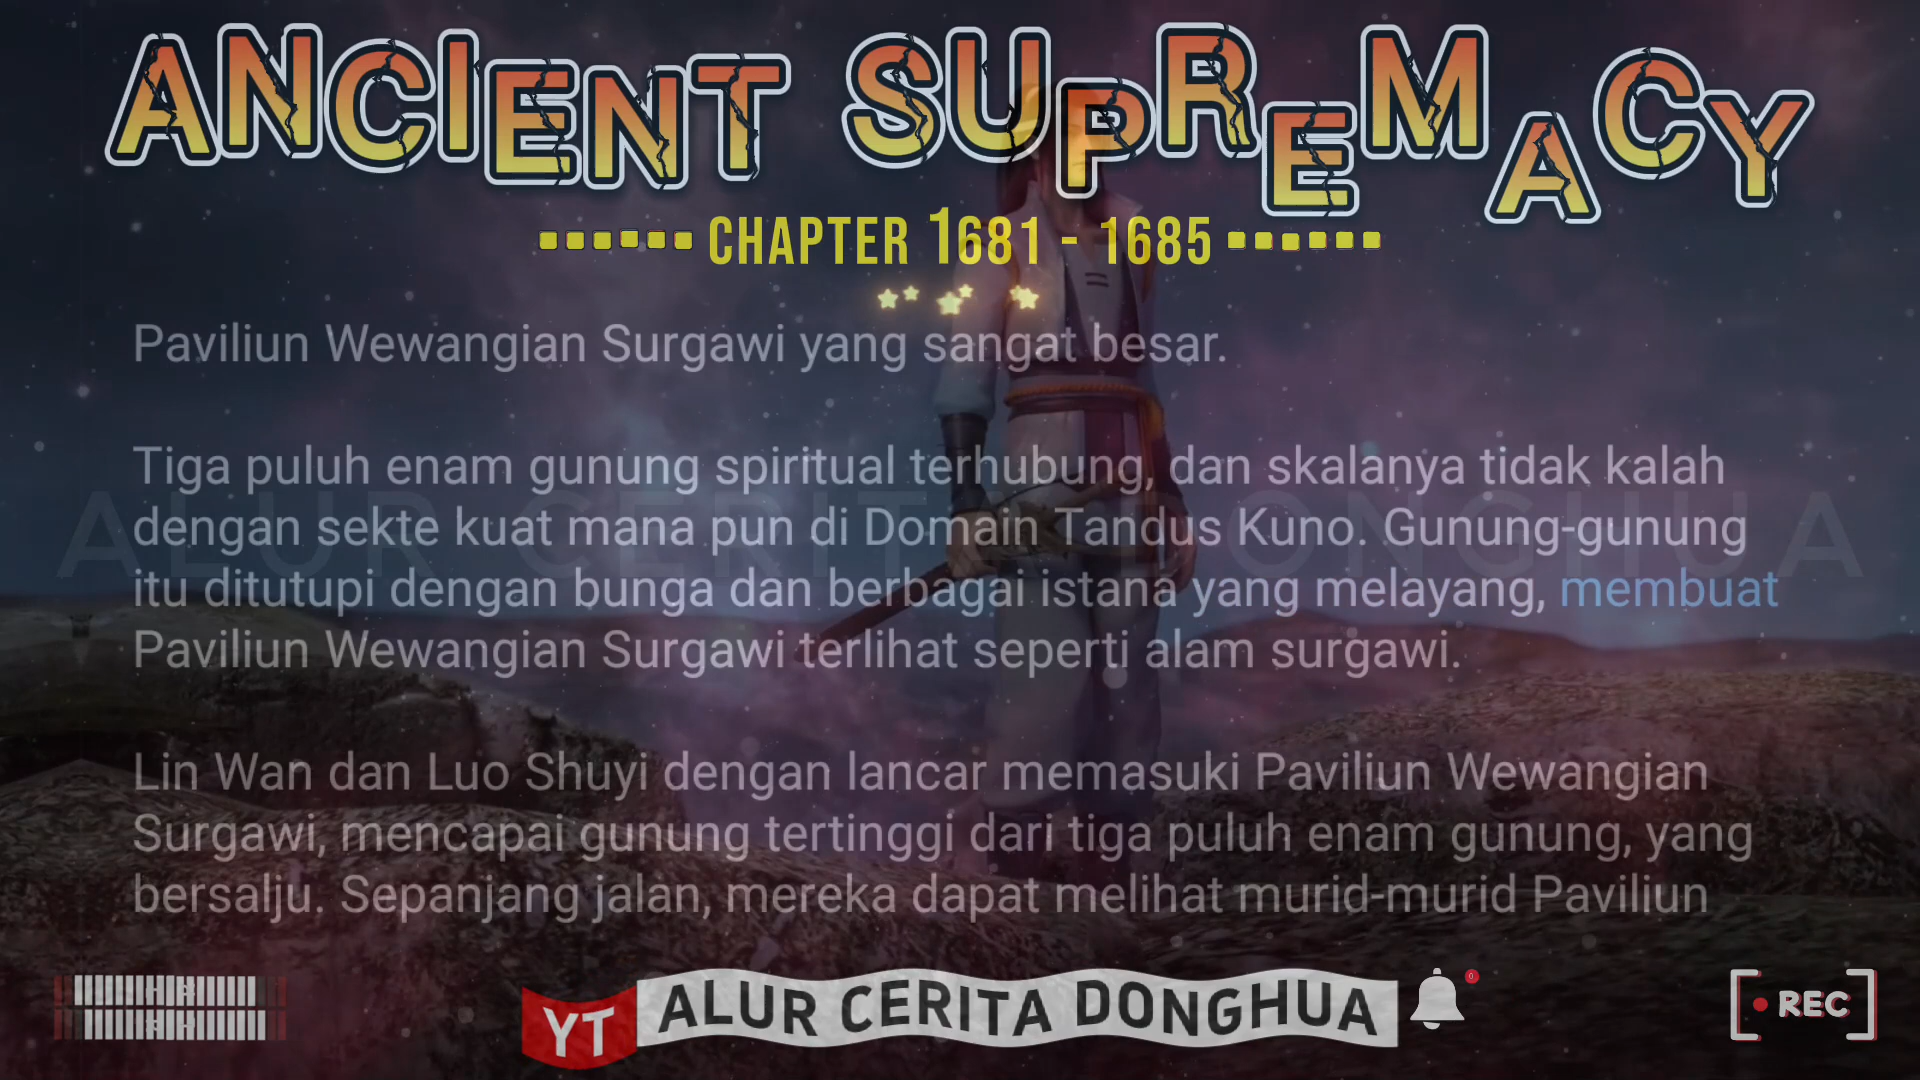 ANCIENT SUPREMACY
CHAPTER 1681 - 1685
Paviliun Wewangian Surgawi yang sangat besar.
Tiga puluh enam gunung spiritual terhubung, dan skalanya tidak kalah
dengan sekte kuat mana pun di Domain Tandus Kuno. Gunung-gunung
itu ditutupi dengan bunga dan berbagai istana yang melayang, membuat
Paviliun Wewangian Surgawi terlihat seperti alam surgawi.
ALUR CERITA DONGHUA
Lin Wan dan Luo Shuyi dengan lancar memasuki Paviliun Wewangian
Surgawi, mencapai gunung tertinggi dari tiga puluh enam gunung, yang
bersalju. Sepanjang jalan, mereka dapat melihat murid-murid Paviliun
YT ALUR CERITA DONGHUA
0
REC